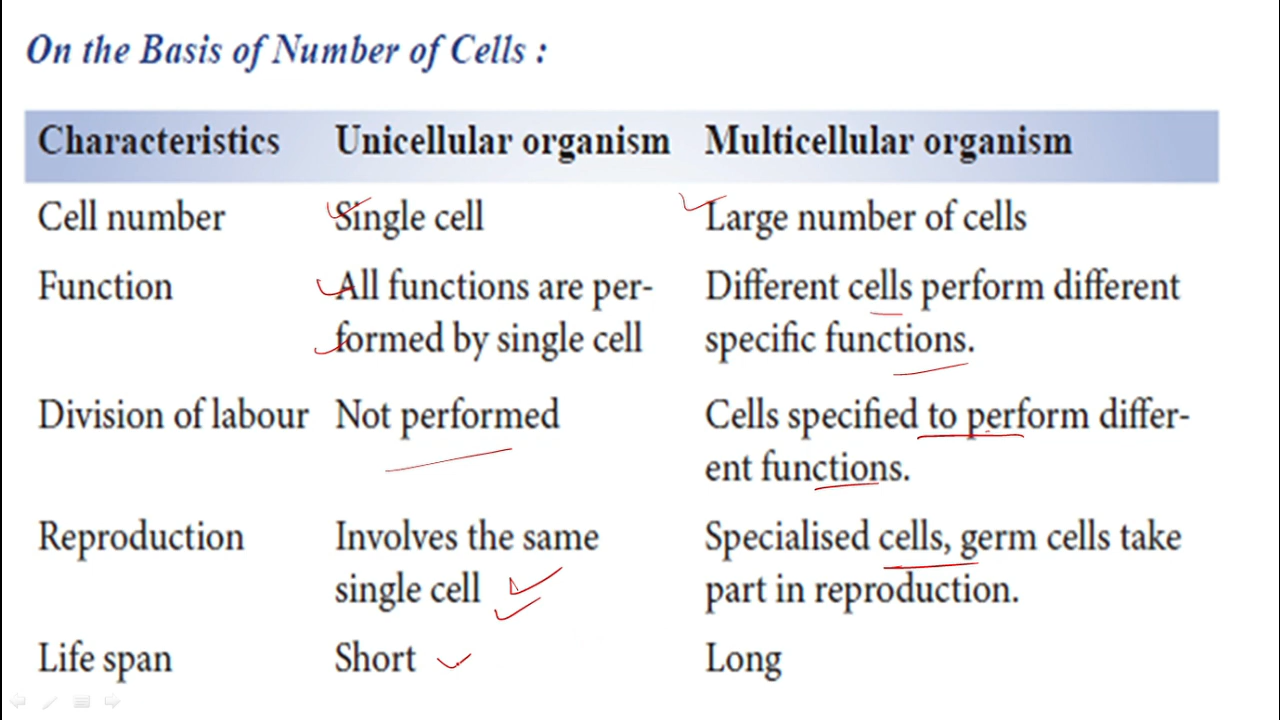 On the Basis of Number of Cells :
Characteristics Unicellular organism Multicellular organism
Cell number Single cell Large number of cells
Function All functions are per- Different cells perform different
formed by single cell specific functions.
Division of labour Not performed Cells specified to perform differ-
ent functions.
Reproduction Involves the same Specialised cells, germ cells take
single cell part in reproduction.
Life span Short Long